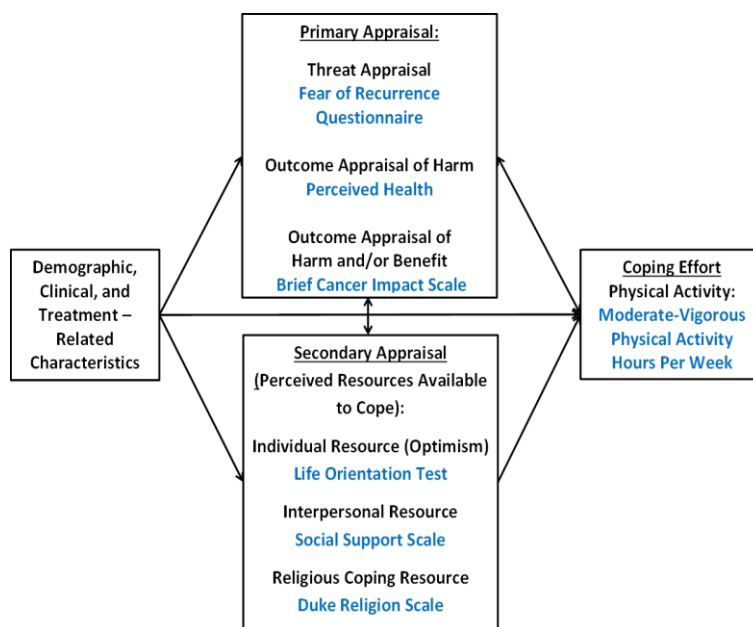 Primary Appraisal:
Threat Appraisal
Fear of Recurrence
Questionnaire
Outcome Appraisal of Harm
Perceived Health
Outcome Appraisal of
Harm and/or Benefit
Brief Cancer Impact Scale
Demographic,
Clinical, and
Treatment –
Related
Characteristics
Secondary Appraisal
(Perceived Resources Available
to Cope):
Individual Resource (Optimism)
Life Orientation Test
Interpersonal Resource
Social Support Scale
Religious Coping Resource
Duke Religion Scale
Coping Effort
Physical Activity:
Moderate-Vigorous
Physical Activity
Hours Per Week